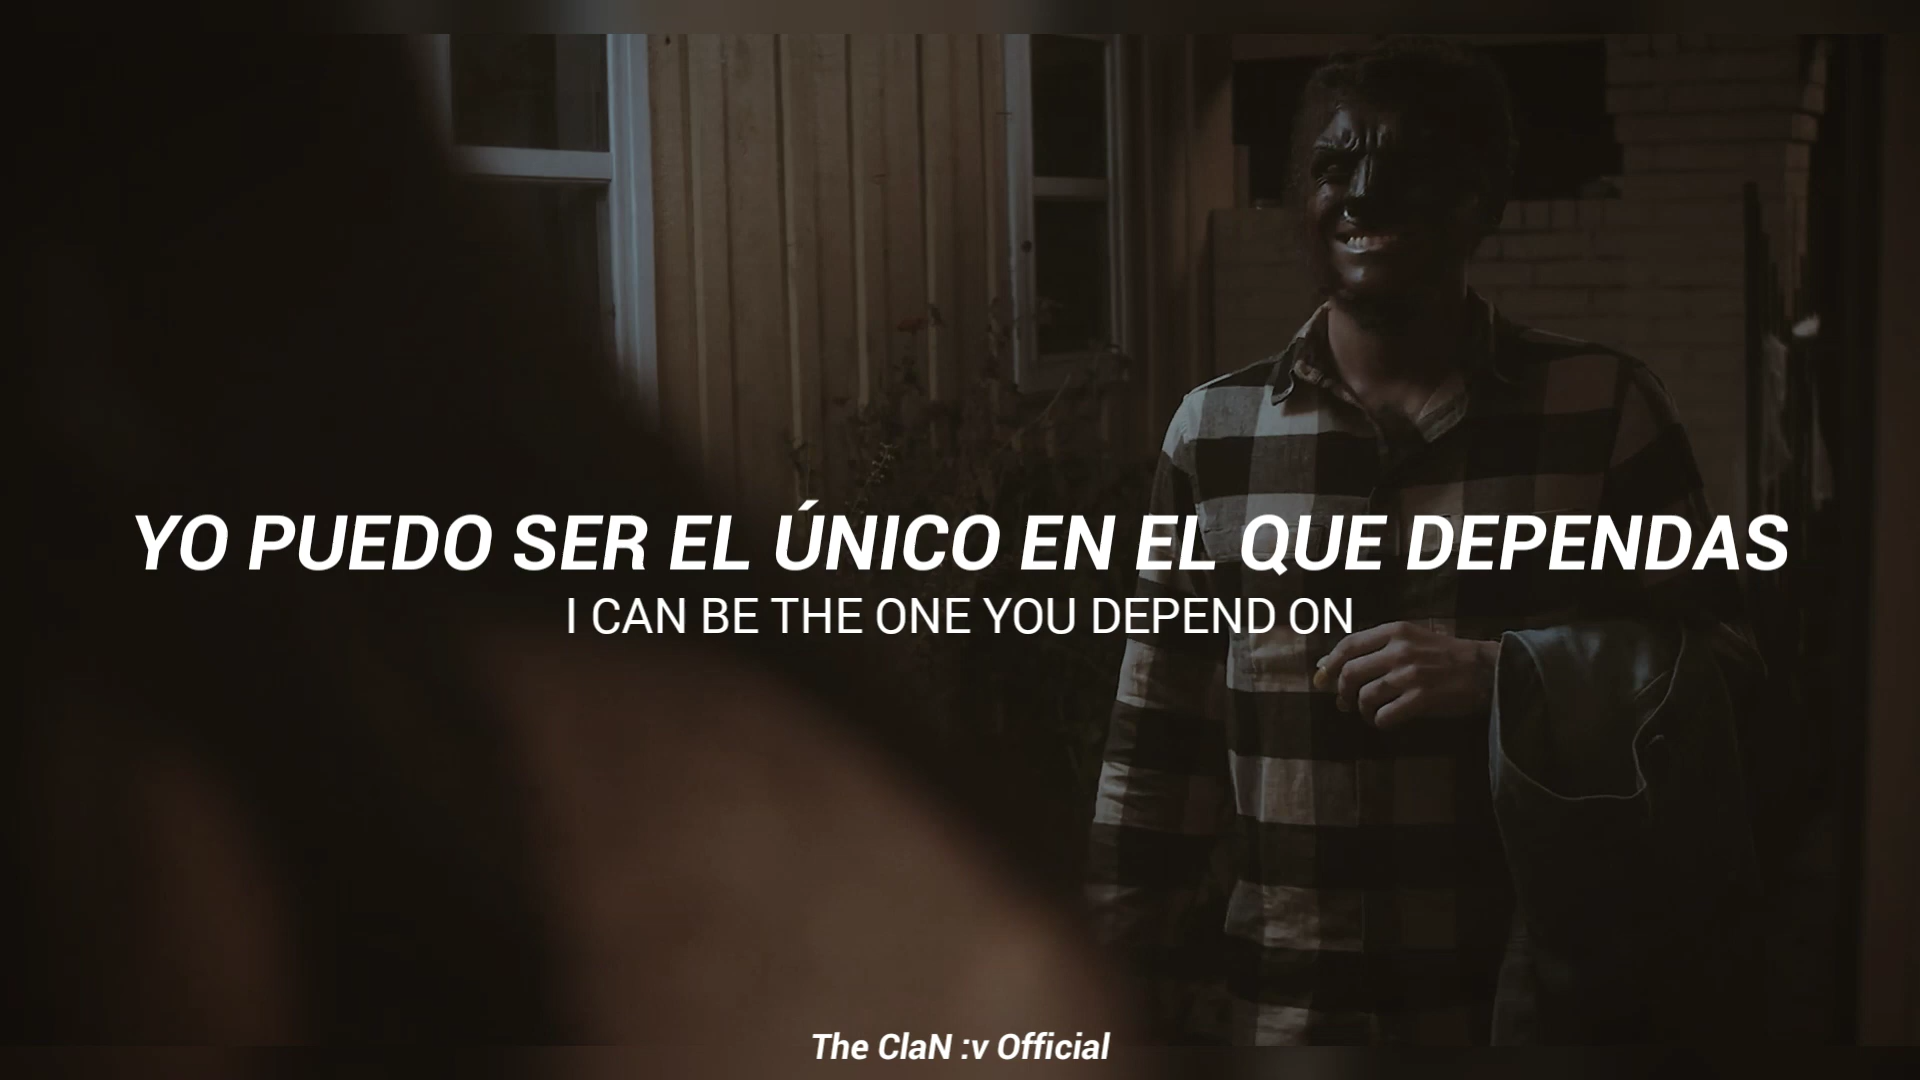 YO PUEDO SER EL ÚNICO EN EL QUE DEPENDAS
I CAN BE THE ONE YOU DEPEND ON
The ClaN :v Official